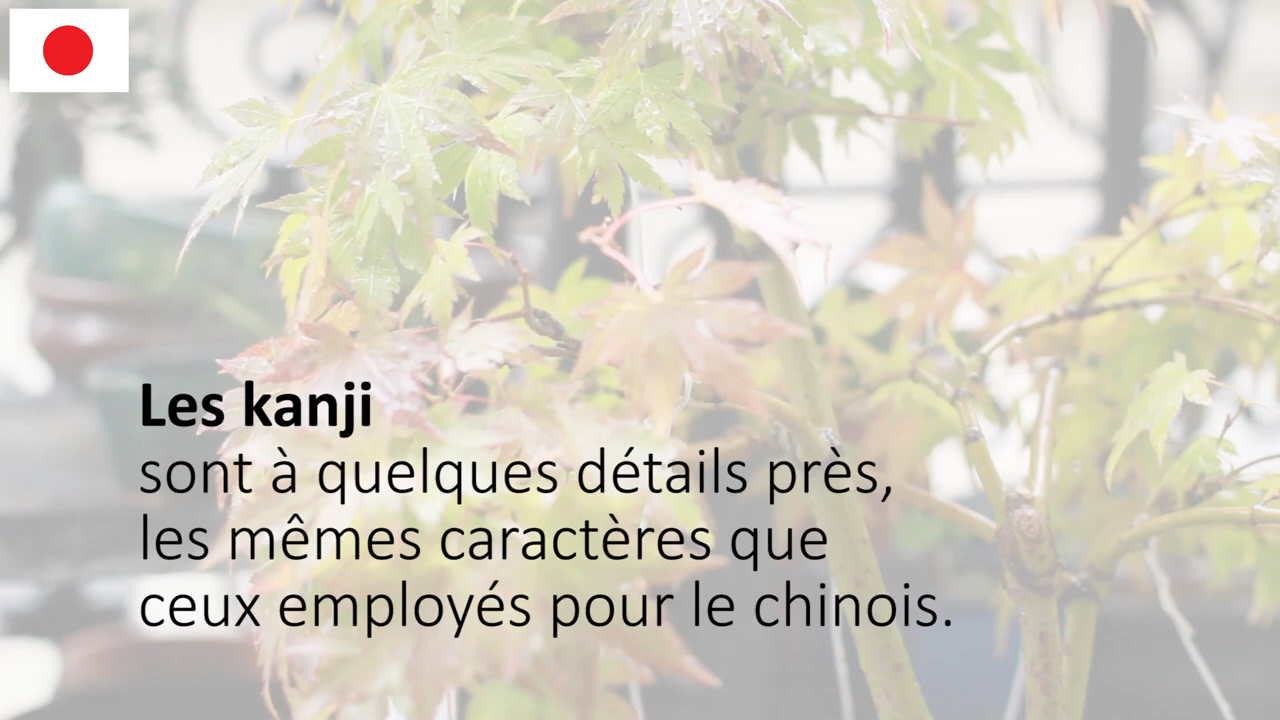 Les kanji
sont à quelques détails près,
les mêmes caractères que
ceux employés pour le chinois.